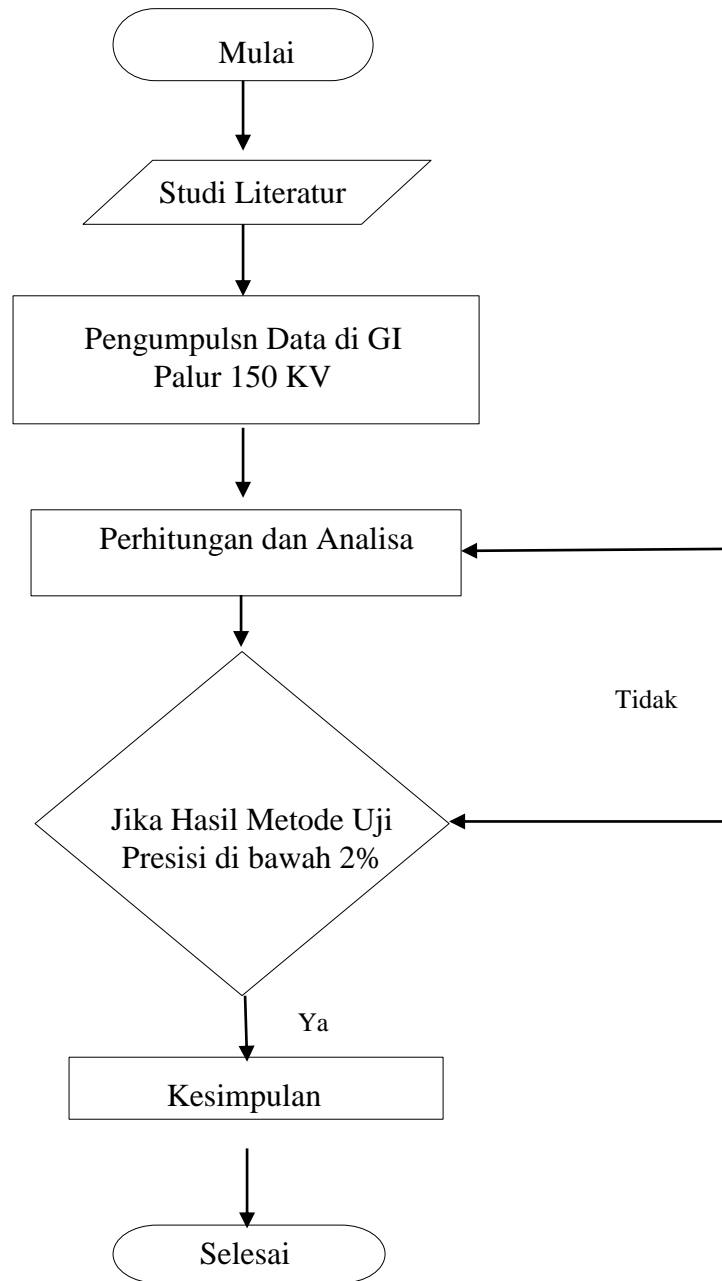 Mulai
Studi Literatur
Pengumpulsn Data di GI
Palur 150 KV
Perhitungan dan Analisa
Tidak
Jika Hasil Metode Uji
Presisi di bawah 2%
Ya
Kesimpulan
Selesai